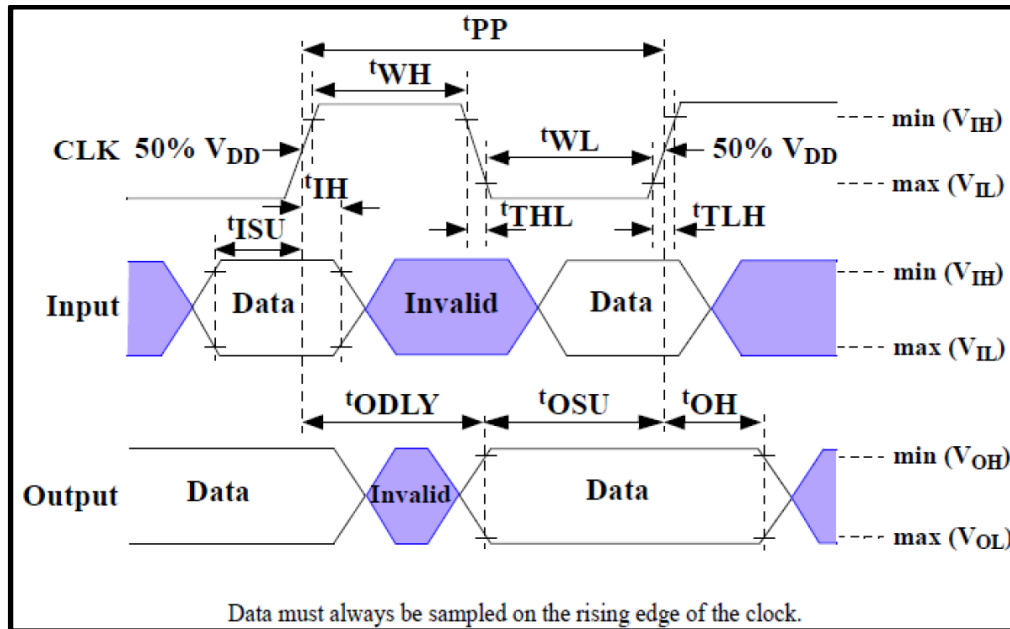 tPP
tWH
min (VIH)
CLK 50% VDD
tWL
50% VDD
max (VIL)
tIH
tISU
tTHL
tTLH
min (VIH)
Input
Data
Invalid
Data
max (VIL)
tODLY
tOSU
tOH
min (VOH)
Output
Data
Invalid
Data
max (VOL)
Data must always be sampled on the rising edge of the clock.